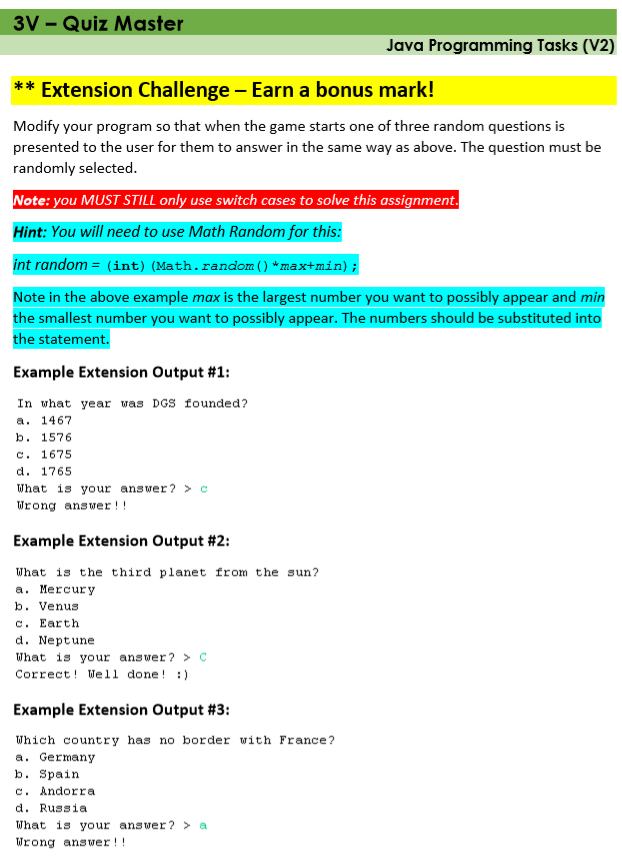 3V – Quiz Master
Java Programming Tasks (V2)
** Extension Challenge – Earn a bonus mark!
Modify your program so that when the game starts one of three random questions is
presented to the user for them to answer in the same way as above. The question must be
randomly selected.
Note: you MUST STILL only use switch cases to solve this assignment.
Hint: You will need to use Math Random for this:
int random = (int)(Math.random()*max+min);
Note in the above example max is the largest number you want to possibly appear and min
the smallest number you want to possibly appear. The numbers should be substituted into
the statement.
Example Extension Output #1:
In what year was DGS founded?
a. 1467
b. 1576
c. 1675
d. 1765
What is your answer? > c
Wrong answer!!
Example Extension Output #2:
What is the third planet from the sun?
a. Mercury
b. Venus
c. Earth
d. Neptune
What is your answer? > C
Correct! Well done! :)
Example Extension Output #3:
Which country has no border with France?
a. Germany
b. Spain
c. Andorra
d. Russia
What is your answer? > a
Wrong answer!!